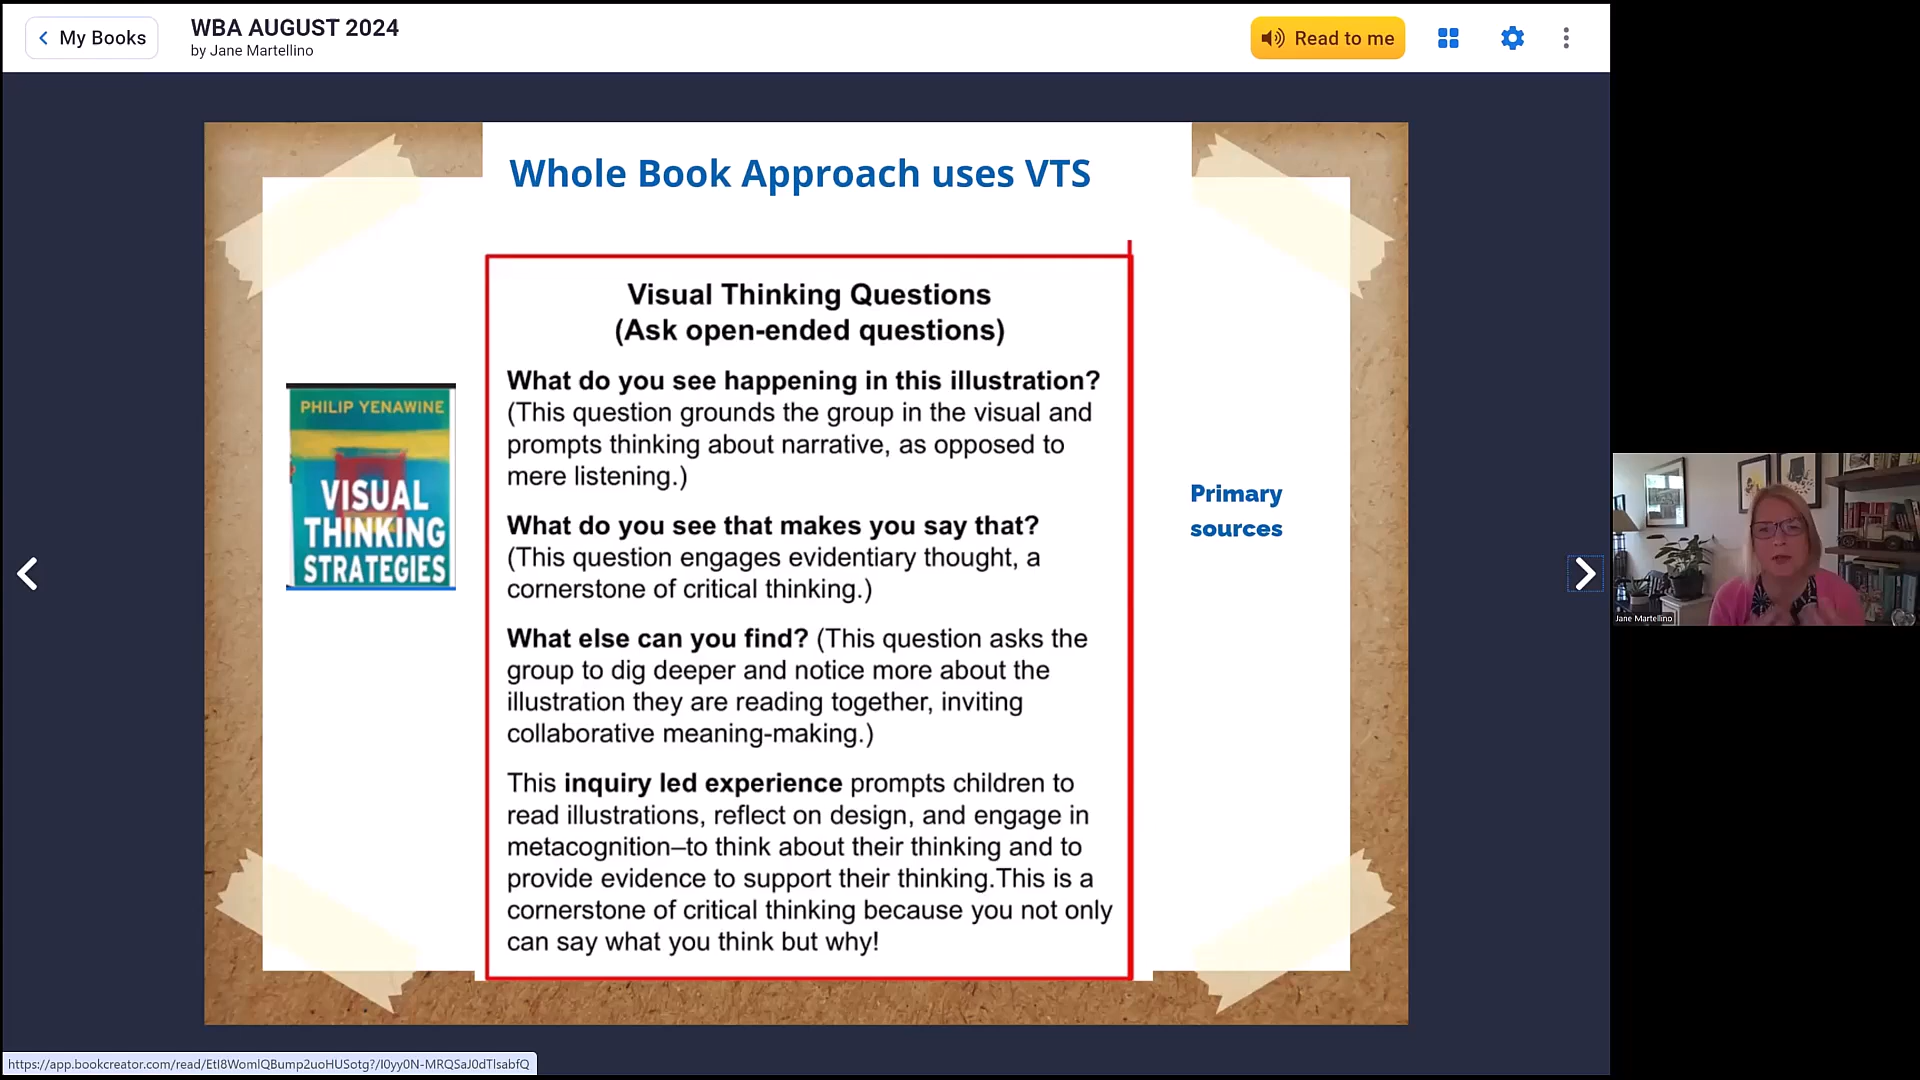 My Books
WBA AUGUST 2024
by Jane Martellino
Read to me
Whole Book Approach uses VTS
PHILIP YENAWINE
VISUAL
THINKING
STRATEGIES
Visual Thinking Questions
(Ask open-ended questions)
What do you see happening in this illustration?
(This question grounds the group in the visual and
prompts thinking about narrative, as opposed to
mere listening.)
What do you see that makes you say that?
(This question engages evidentiary thought, a
cornerstone of critical thinking.)
What else can you find? (This question asks the
group to dig deeper and notice more about the
illustration they are reading together, inviting
collaborative meaning-making.)
This inquiry led experience prompts children to
read illustrations, reflect on design, and engage in
metacognition–to think about their thinking and to
provide evidence to support their thinking.This is a
cornerstone of critical thinking because you not only
can say what you think but why!
Primary
sources
Jane Martellino
https://app.bookcreator.com/read/EtI8WomlQBump2uoHUSotg?/I0yy0N-MRQSaJ0dTlsabfQ